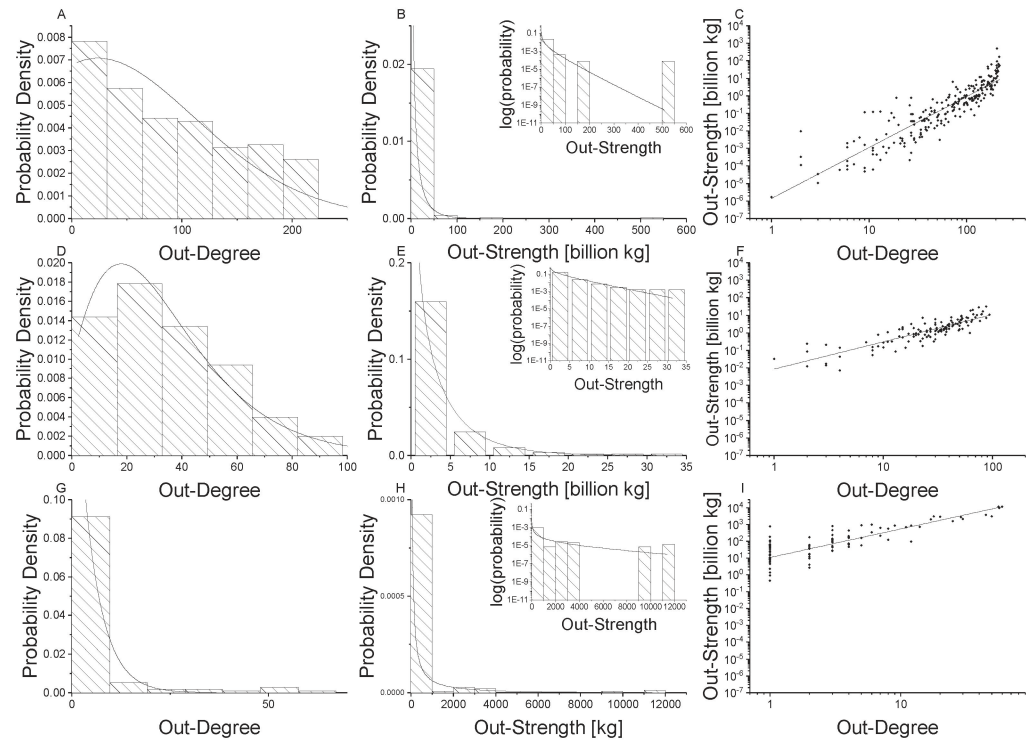 A
Probability Density
0.008
0.007
0.006
0.005
0.004
0.003
0.002
0.001
0.000
0
100
200
Out-Degree
B
Probability Density
0.02
0.01
0.00
0
100
200
300
400
500
600
Out-Strength [billion kg]
log(probability)
0.1
1E-3
1E-5
1E-7
1E-9
1E-11
0
100
200
300
400
500
600
Out-Strength
C
Out-Strength [billion kg]
10⁴
10³
10²
10¹
10⁰
10⁻¹
10⁻²
10⁻³
10⁻⁴
10⁻⁵
10⁻⁶
10⁻⁷
1
10
100
Out-Degree
D
Probability Density
0.020
0.018
0.016
0.014
0.012
0.010
0.008
0.006
0.004
0.002
0.000
0
20
40
60
80
100
Out-Degree
E
Probability Density
0.2
0.1
0.0
0
5
10
15
20
25
30
35
Out-Strength [billion kg]
log(probability)
0.1
1E-3
1E-5
1E-7
1E-9
1E-11
0
5
10
15
20
25
30
35
Out-Strength
F
Out-Strength [billion kg]
10⁴
10³
10²
10¹
10⁰
10⁻¹
10⁻²
10⁻³
10⁻⁴
10⁻⁵
10⁻⁶
10⁻⁷
1
10
100
Out-Degree
G
Probability Density
0.10
0.08
0.06
0.04
0.02
0.00
0
50
Out-Degree
H
Probability Density
0.0010
0.0005
0.0000
0
2000
4000
6000
8000
10000
12000
Out-Strength [kg]
log(probability)
0.1
1E-3
1E-5
1E-7
1E-9
1E-11
0
2000
4000
6000
8000
10000
12000
Out-Strength
I
Out-Strength [billion kg]
10⁴
10³
10²
10¹
10⁰
10⁻¹
10⁻²
10⁻³
10⁻⁴
10⁻⁵
10⁻⁶
10⁻⁷
1
10
Out-Degree